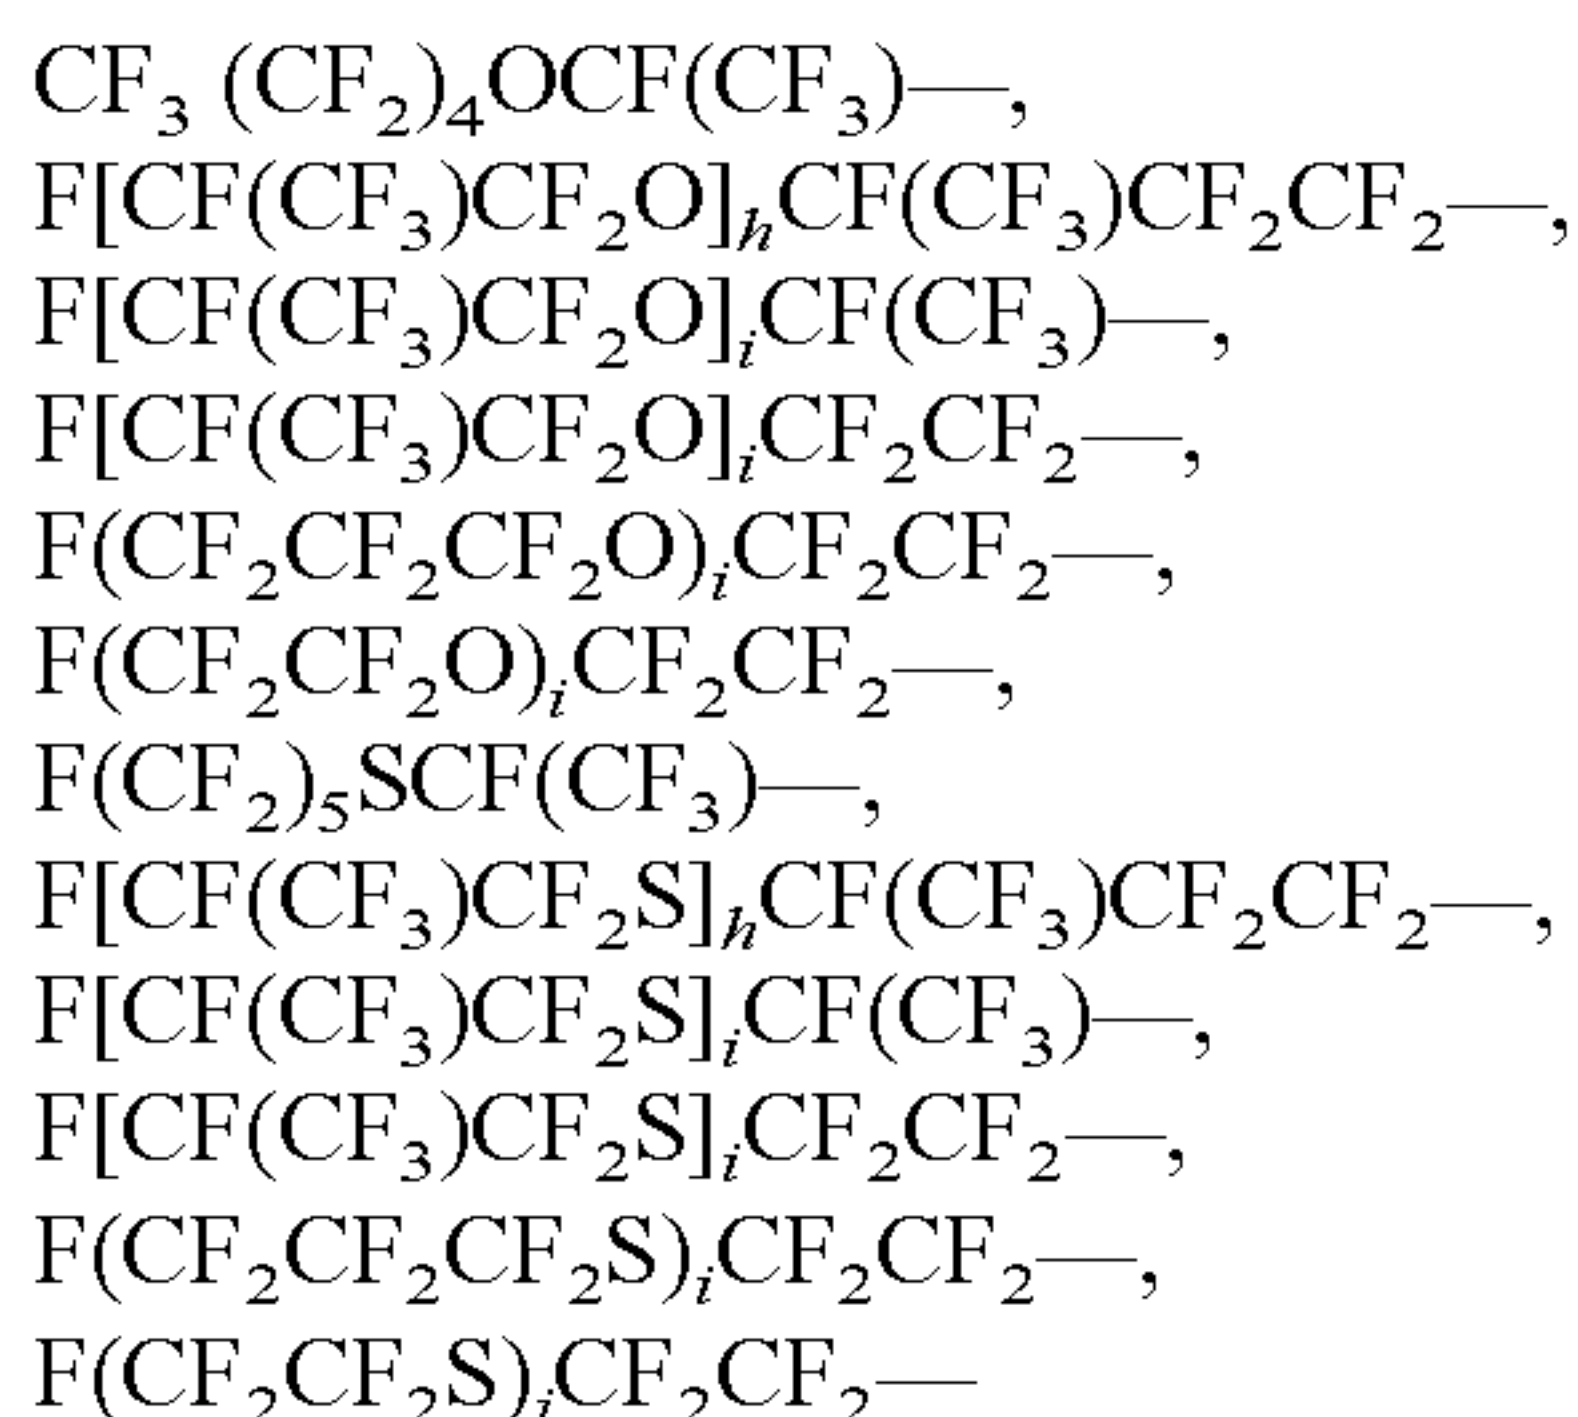 CF₃ (CF₂)₄OCF(CF₃)—,
F[CF(CF₃)CF₂O]ₕCF(CF₃)CF₂CF₂—,
F[CF(CF₃)CF₂O]ᵢCF(CF₃)—,
F[CF(CF₃)CF₂O]ᵢCF₂CF₂—,
F(CF₂CF₂CF₂O)ᵢCF₂CF₂—,
F(CF₂CF₂O)ᵢCF₂CF₂—,
F(CF₂)₅SCF(CF₃)—,
F[CF(CF₃)CF₂S]ₕCF(CF₃)CF₂CF₂—,
F[CF(CF₃)CF₂S]ᵢCF(CF₃)—,
F[CF(CF₃)CF₂S]ᵢCF₂CF₂—,
F(CF₂CF₂CF₂S)ᵢCF₂CF₂—,
F(CF₂CF₂S)ᵢCF₂CF₂—